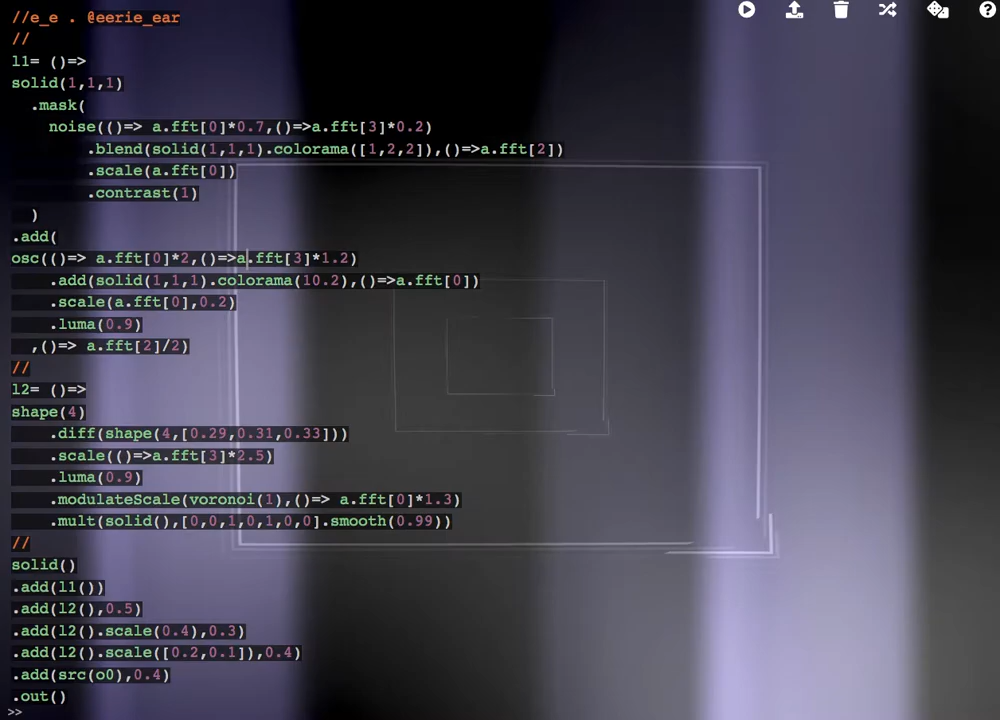 //e_e . @eerie_ear
//
l1= ()=>
solid(1,1,1)
.mask(
noise(()=> a.fft[0]*0.7,()=>a.fft[3]*0.2)
.blend(solid(1,1,1).colorama([1,2,2]),()=>a.fft[2])
.scale(a.fft[0])
.contrast(1)
)
.add(
osc(()=> a.fft[0]*2,()=>a.fft[3]*1.2)
.add(solid(1,1,1).colorama(10.2),()=>a.fft[0])
.scale(a.fft[0],0.2)
.luma(0.9)
,()=> a.fft[2]/2)
//
l2= ()=>
shape(4)
.diff(shape(4,[0.29,0.31,0.33]))
.scale(()=>a.fft[3]*2.5)
.luma(0.9)
.modulateScale(voronoi(1),()=> a.fft[0]*1.3)
.mult(solid(),[0,0,1,0,1,0,0].smooth(0.99))
//
solid()
.add(l1())
.add(l2(),0.5)
.add(l2().scale(0.4),0.3)
.add(l2().scale([0.2,0.1]),0.4)
.add(src(o0),0.4)
.out()
>>